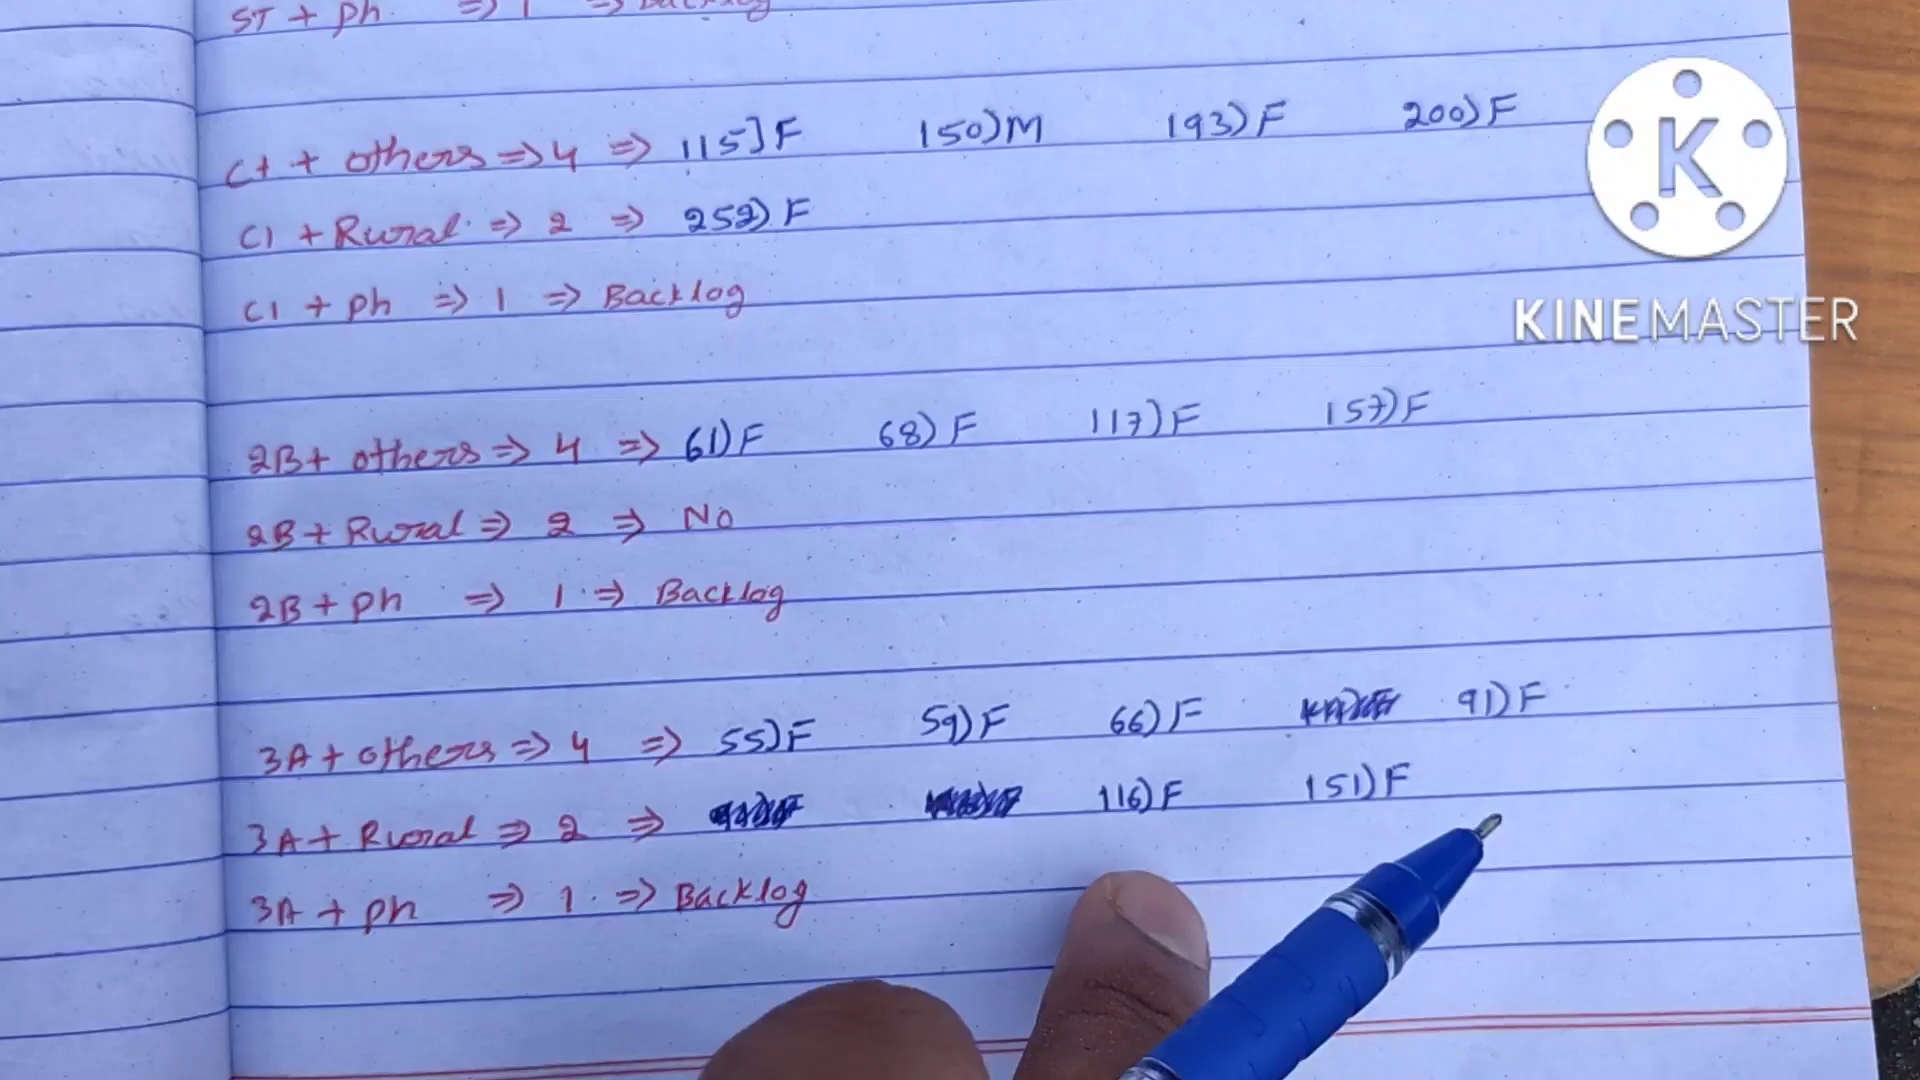 ST + ph => 1 => Backlog
C1 + others => 4 => 115]F 150)M 193)F 200)F
C1 + Rural => 2 => 252) F
C1 + ph => 1 => Backlog
KINEMASTER
2B + others => 4 => 61)F 68) F 117) F 157)F
2B + Rural => 2 => No
2B + ph => 1 => Backlog
3A + others => 4 => 55)F 59)F 66)F 91)F
3A + Rural => 2 => 116)F 151)F
3A + ph => 1 => Backlog